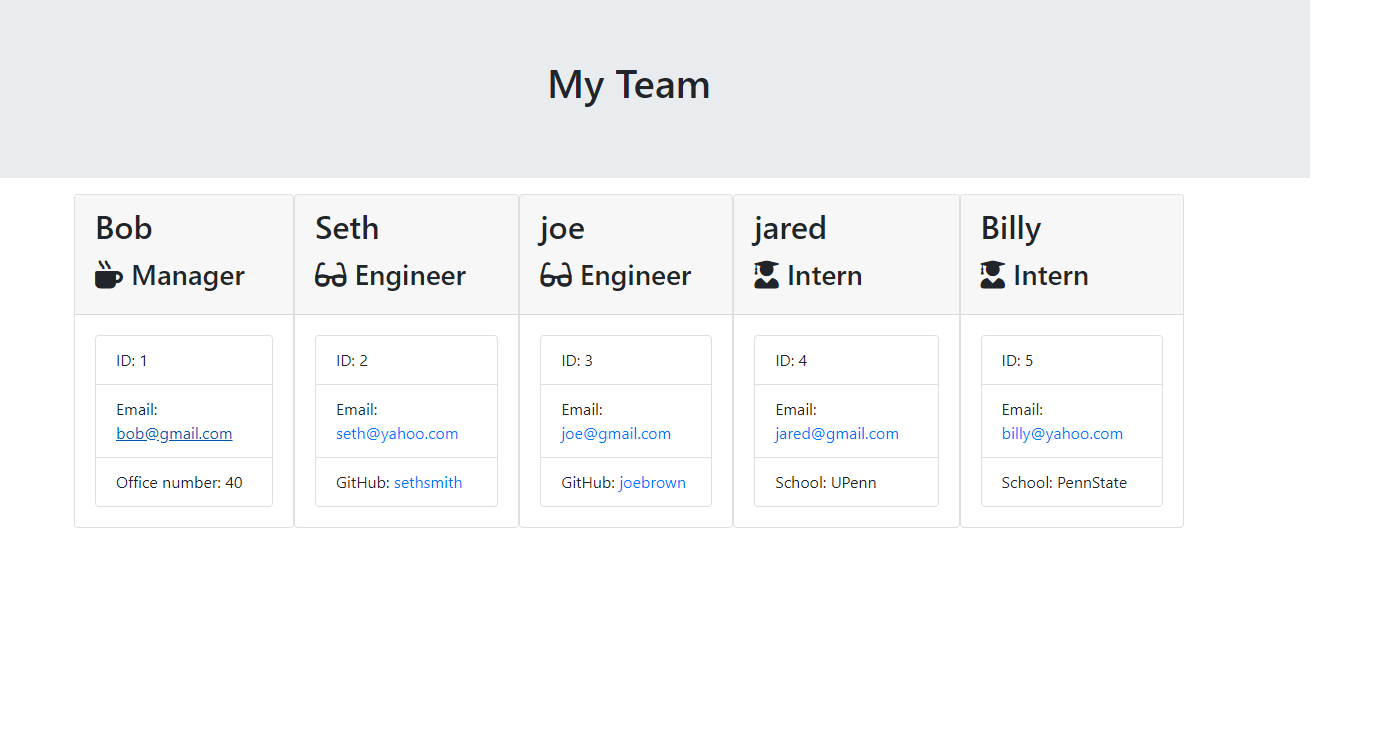 My Team
Bob
Manager
ID: 1
Email:
bob@gmail.com
Office number: 40
Seth
Engineer
ID: 2
Email:
seth@yahoo.com
GitHub: sethsmith
joe
Engineer
ID: 3
Email:
joe@gmail.com
GitHub: joebrown
jared
Intern
ID: 4
Email:
jared@gmail.com
School: UPenn
Billy
Intern
ID: 5
Email:
billy@yahoo.com
School: PennState